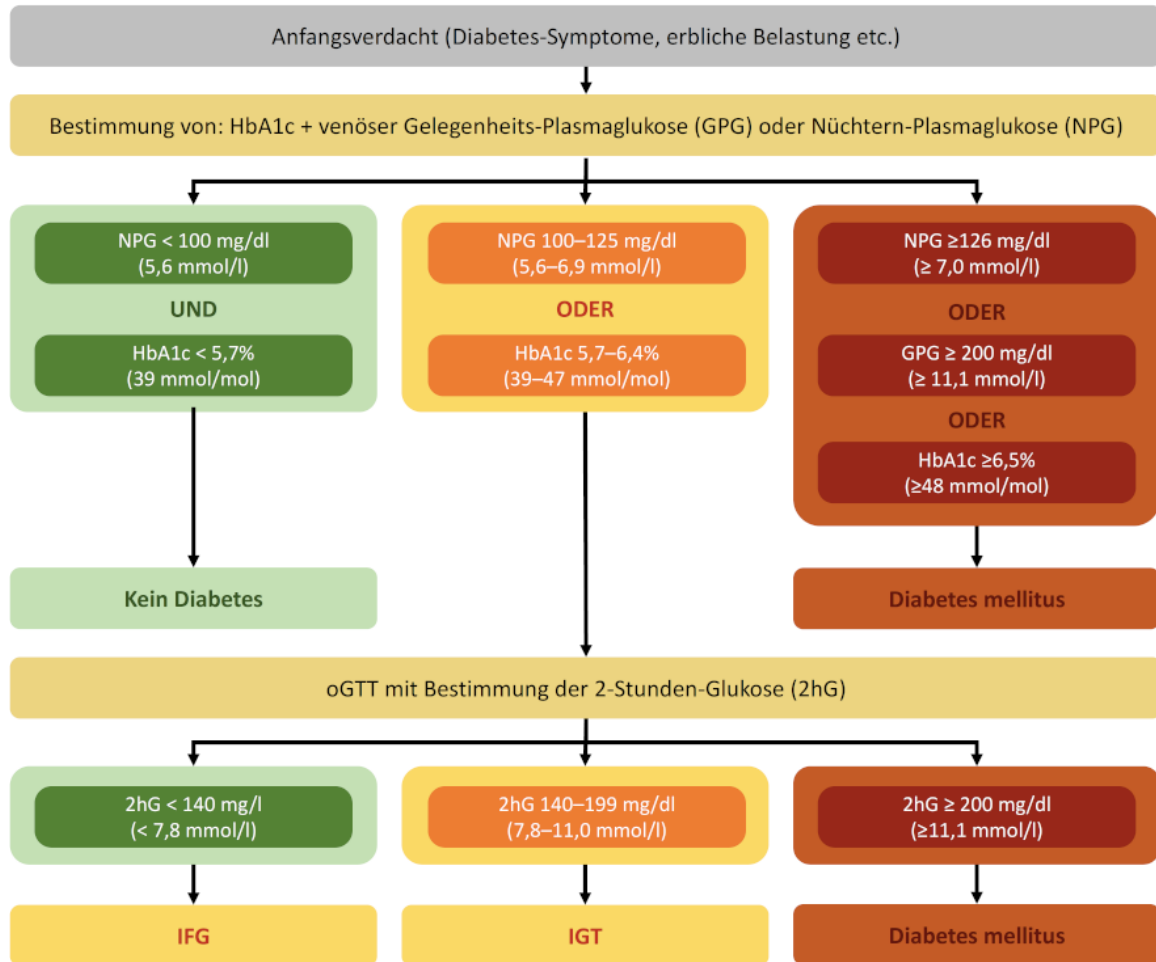 Anfangsverdacht (Diabetes-Symptome, erbliche Belastung etc.)
Bestimmung von: HbA1c + venöser Gelegenheits-Plasmaglukose (GPG) oder Nüchtern-Plasmaglukose (NPG)
NPG < 100 mg/dl
(5,6 mmol/l)
UND
HbA1c < 5,7%
(39 mmol/mol)
NPG 100–125 mg/dl
(5,6–6,9 mmol/l)
ODER
HbA1c 5,7–6,4%
(39–47 mmol/mol)
NPG ≥126 mg/dl
(≥ 7,0 mmol/l)
ODER
GPG ≥ 200 mg/dl
(≥ 11,1 mmol/l)
ODER
HbA1c ≥6,5%
(≥48 mmol/mol)
Kein Diabetes
Diabetes mellitus
oGTT mit Bestimmung der 2-Stunden-Glukose (2hG)
2hG < 140 mg/l
(< 7,8 mmol/l)
2hG 140–199 mg/dl
(7,8–11,0 mmol/l)
2hG ≥ 200 mg/dl
(≥11,1 mmol/l)
IFG
IGT
Diabetes mellitus